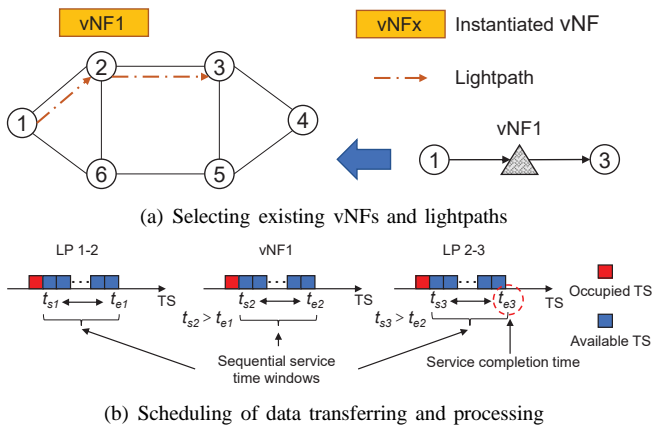 vNF1
vNFx Instantiated vNF
Lightpath
1 2 3 4 5 6
vNF1
1 3
(a) Selecting existing vNFs and lightpaths
LP 1-2 vNF1 LP 2-3
ts1 te1 TS ts2 te2 TS ts3 te3 TS
Occupied TS
ts2 > te1 ts3 > te2
Sequential service
time windows
Service completion time
Available TS
(b) Scheduling of data transferring and processing